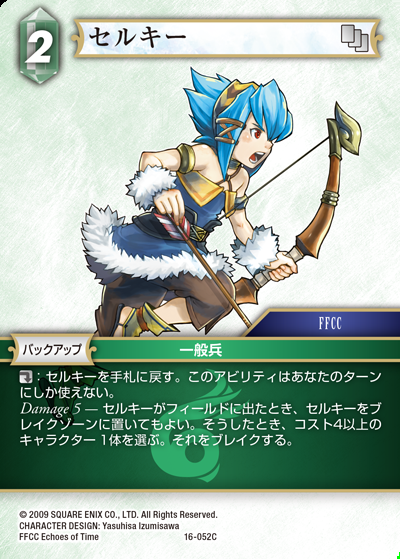 2
セルキー
FFCC
バックアップ
一般兵
：セルキーを手札に戻す。このアビリティはあなたのターン
にしか使えない。
Damage 5 ― セルキーがフィールドに出たとき、セルキーをブ
レイクゾーンに置いてもよい。そうしたとき、コスト4以上の
キャラクター1体を選ぶ。それをブレイクする。
© 2009 SQUARE ENIX CO., LTD. All Rights Reserved.
CHARACTER DESIGN: Yasuhisa Izumisawa
FFCC Echoes of Time
16-052C